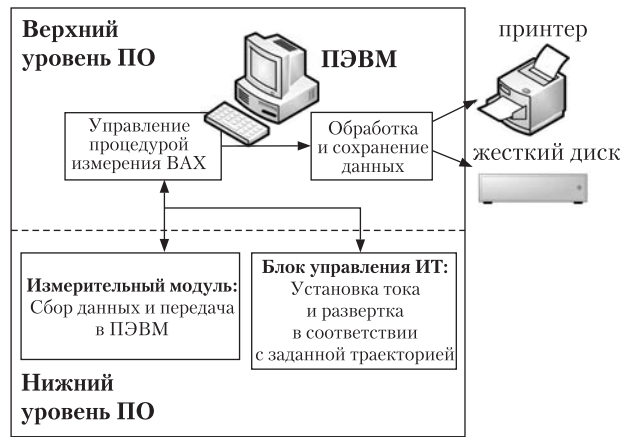 Верхний
уровень ПО
ПЭВМ
принтер
Управление
процедурой
измерения ВАХ
Обработка
и сохранение
данных
жесткий диск
Измерительный модуль:
Сбор данных и передача
в ПЭВМ
Блок управления ИТ:
Установка тока
и развертка
в соответствии
с заданной траекторией
Нижний
уровень ПО